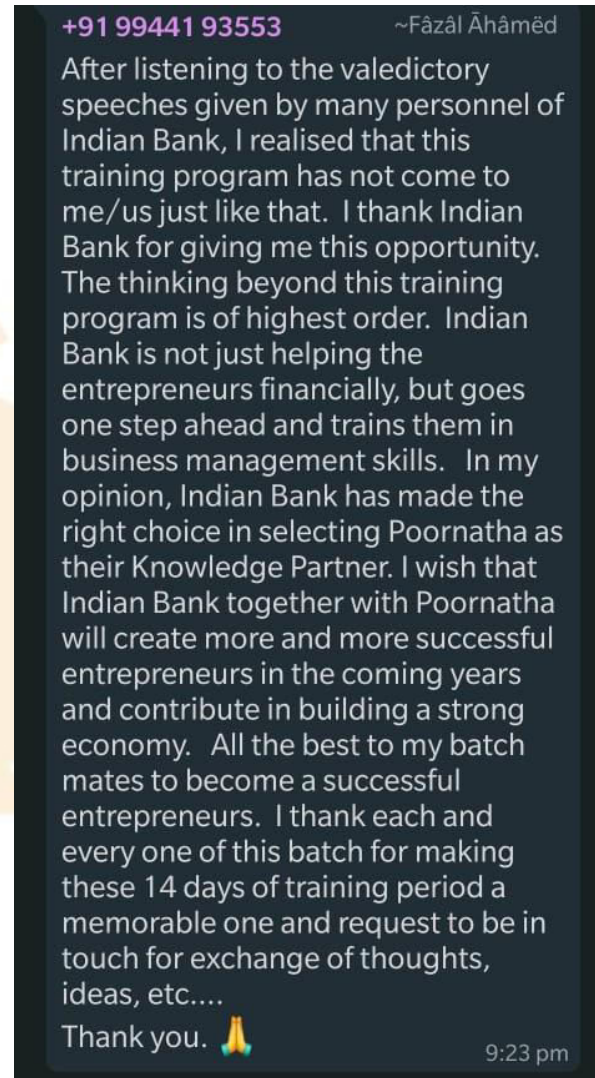 +91 99441 93553 ~Fâzâl Āhâmëd
After listening to the valedictory
speeches given by many personnel of
Indian Bank, I realised that this
training program has not come to
me/us just like that.  I thank Indian
Bank for giving me this opportunity.
The thinking beyond this training
program is of highest order.  Indian
Bank is not just helping the
entrepreneurs financially, but goes
one step ahead and trains them in
business management skills.   In my
opinion, Indian Bank has made the
right choice in selecting Poornatha as
their Knowledge Partner. I wish that
Indian Bank together with Poornatha
will create more and more successful
entrepreneurs in the coming years
and contribute in building a strong
economy.   All the best to my batch
mates to become a successful
entrepreneurs.  I thank each and
every one of this batch for making
these 14 days of training period a
memorable one and request to be in
touch for exchange of thoughts,
ideas, etc....
Thank you. 🙏
9:23 pm